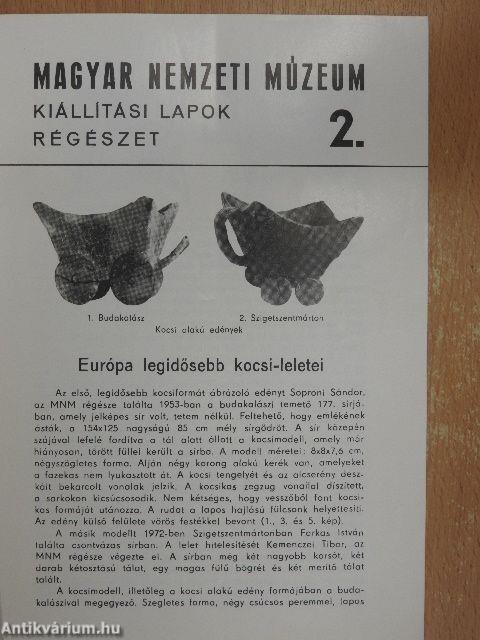 MAGYAR NEMZETI MÚZEUM
KIÁLLÍTÁSI LAPOK
RÉGÉSZET 2.
1. Budakalász 2. Szigetszentmárton
Kocsi alakú edények
Európa legidősebb kocsi-leletei
Az első, legidősebb kocsiformát ábrázoló edényt Soproni Sándor,
az MNM régésze találta 1953-ban a budakalászi temető 177. sírjá-
ban, amely jelképes sír volt, tetem nélkül. Feltehető, hogy emlékének
ásták, a 154x125 nagyságú 85 cm mély sírgödröt. A sír közepén
szájával lefelé fordítva a tál alatt állott a kocsimodell, amely már
hiányosan, törött füllel került a sírba. A modell méretei: 8x8x7,6 cm,
négyszögletes forma. Alján négy korong alakú kerék van, amelyeket
a fazekas nem lyukasztott át. A kocsi tengelyét és az alcserény desz-
káit bekarcolt vonalak jelzik. A kocsikas zegzug vonallal díszített,
a sarkokon kicsúcsosodik. Nem kétséges, hogy vesszőből font kocsi-
kas formáját utánozza. A rudat a lapos hajlású fülcsonk helyettesíti.
Az edény külső felülete vörös festékkel bevont (1., 3. és 5. kép).
A másik modellt 1972-ben Szigetszentmártonban Farkas István
találta csontvázas sírban. A lelet hitelesítését Kemenczei Tibor, az
MNM régésze végezte el. A sírban még két nagyobb korsót, két
darab kétosztású tálat, egy magas fülű bögrét és két merítő tálat
talált.
A kocsimodell, illetőleg a kocsi alakú edény formájában a buda-
kalászival megegyező. Szegletes forma, négy csúcsos peremmel, lapos
Antikvárium.hu